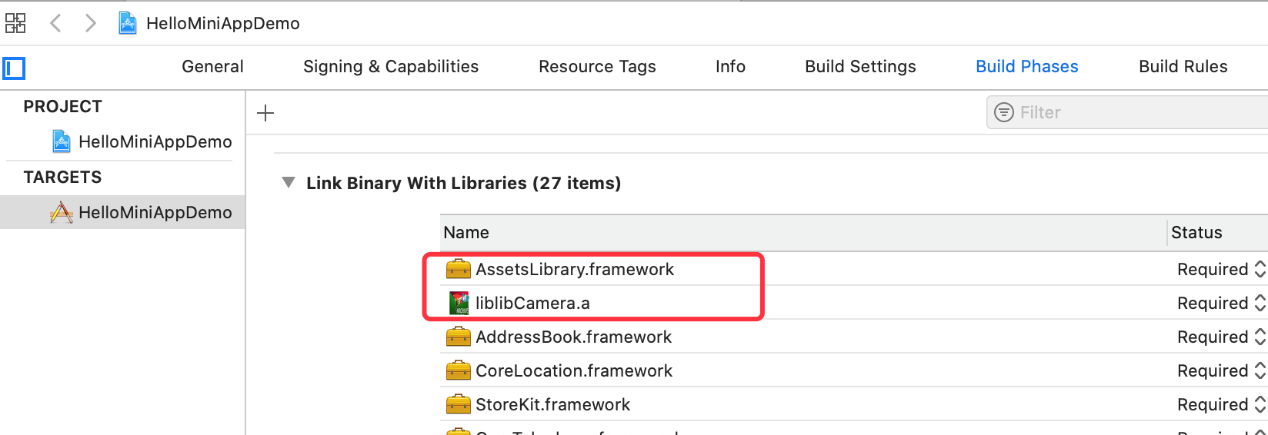 HelloMiniAppDemo
General Signing & Capabilities Resource Tags Info Build Settings Build Phases Build Rules
PROJECT
Filter
HelloMiniAppDemo
TARGETS
Link Binary With Libraries (27 items)
HelloMiniAppDemo
Name Status
AssetsLibrary.framework Required
liblibCamera.a Required
AddressBook.framework Required
CoreLocation.framework Required
StoreKit.framework Required